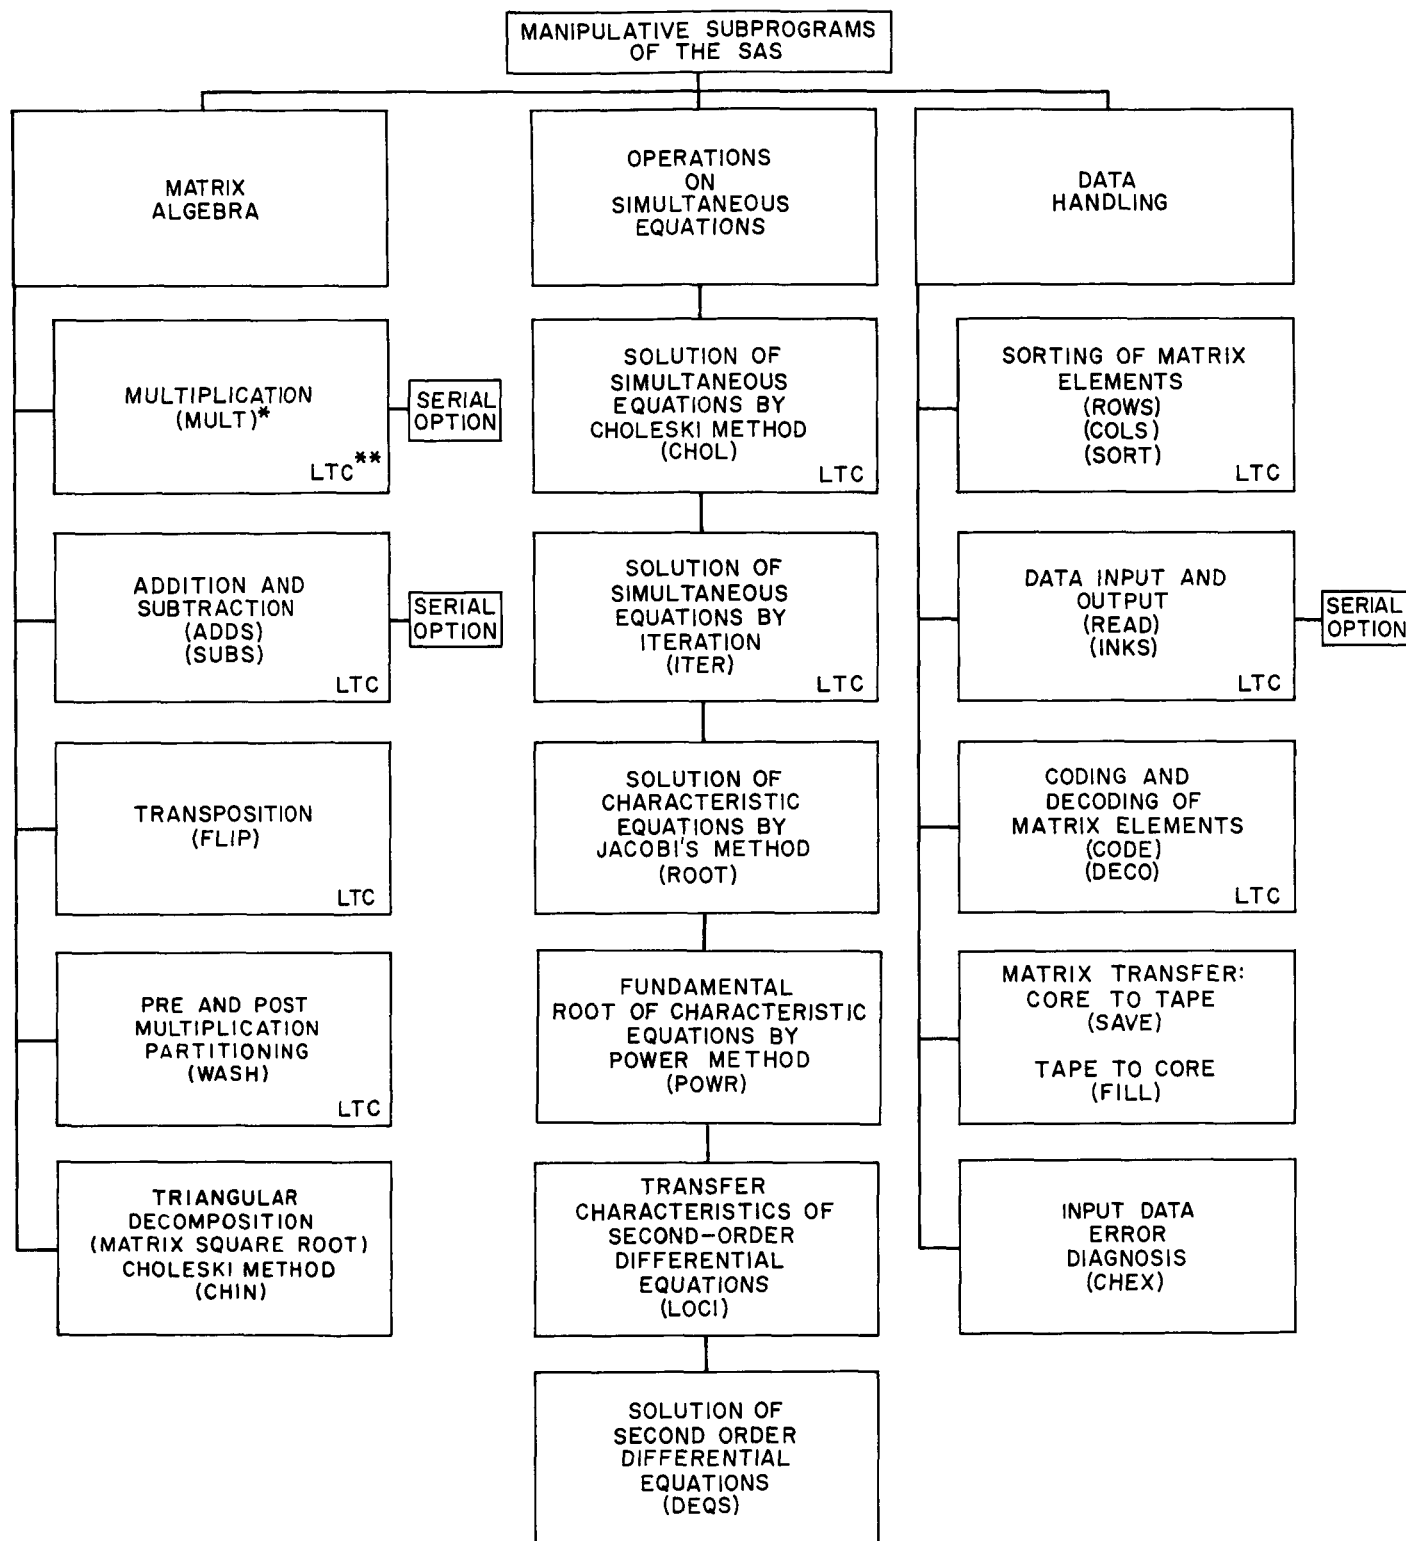 MANIPULATIVE SUBPROGRAMS
OF THE SAS
MATRIX
ALGEBRA
MULTIPLICATION
(MULT)*
LTC**
SERIAL
OPTION
ADDITION AND
SUBTRACTION
(ADDS)
(SUBS)
LTC
SERIAL
OPTION
TRANSPOSITION
(FLIP)
LTC
PRE AND POST
MULTIPLICATION
PARTITIONING
(WASH)
LTC
TRIANGULAR
DECOMPOSITION
(MATRIX SQUARE ROOT)
CHOLESKI METHOD
(CHIN)
OPERATIONS
ON
SIMULTANEOUS
EQUATIONS
SOLUTION OF
SIMULTANEOUS
EQUATIONS BY
CHOLESKI METHOD
(CHOL)
LTC
SOLUTION OF
SIMULTANEOUS
EQUATIONS BY
ITERATION
(ITER)
LTC
SOLUTION OF
CHARACTERISTIC
EQUATIONS BY
JACOBI'S METHOD
(ROOT)
FUNDAMENTAL
ROOT OF CHARACTERISTIC
EQUATIONS BY
POWER METHOD
(POWR)
TRANSFER
CHARACTERISTICS OF
SECOND-ORDER
DIFFERENTIAL
EQUATIONS
(LOCI)
SOLUTION OF
SECOND ORDER
DIFFERENTIAL
EQUATIONS
(DEQS)
DATA
HANDLING
SORTING OF MATRIX
ELEMENTS
(ROWS)
(COLS)
(SORT)
LTC
DATA INPUT AND
OUTPUT
(READ)
(INKS)
LTC
SERIAL
OPTION
CODING AND
DECODING OF
MATRIX ELEMENTS
(CODE)
(DECO)
LTC
MATRIX TRANSFER:
CORE TO TAPE
(SAVE)
TAPE TO CORE
(FILL)
INPUT DATA
ERROR
DIAGNOSIS
(CHEX)